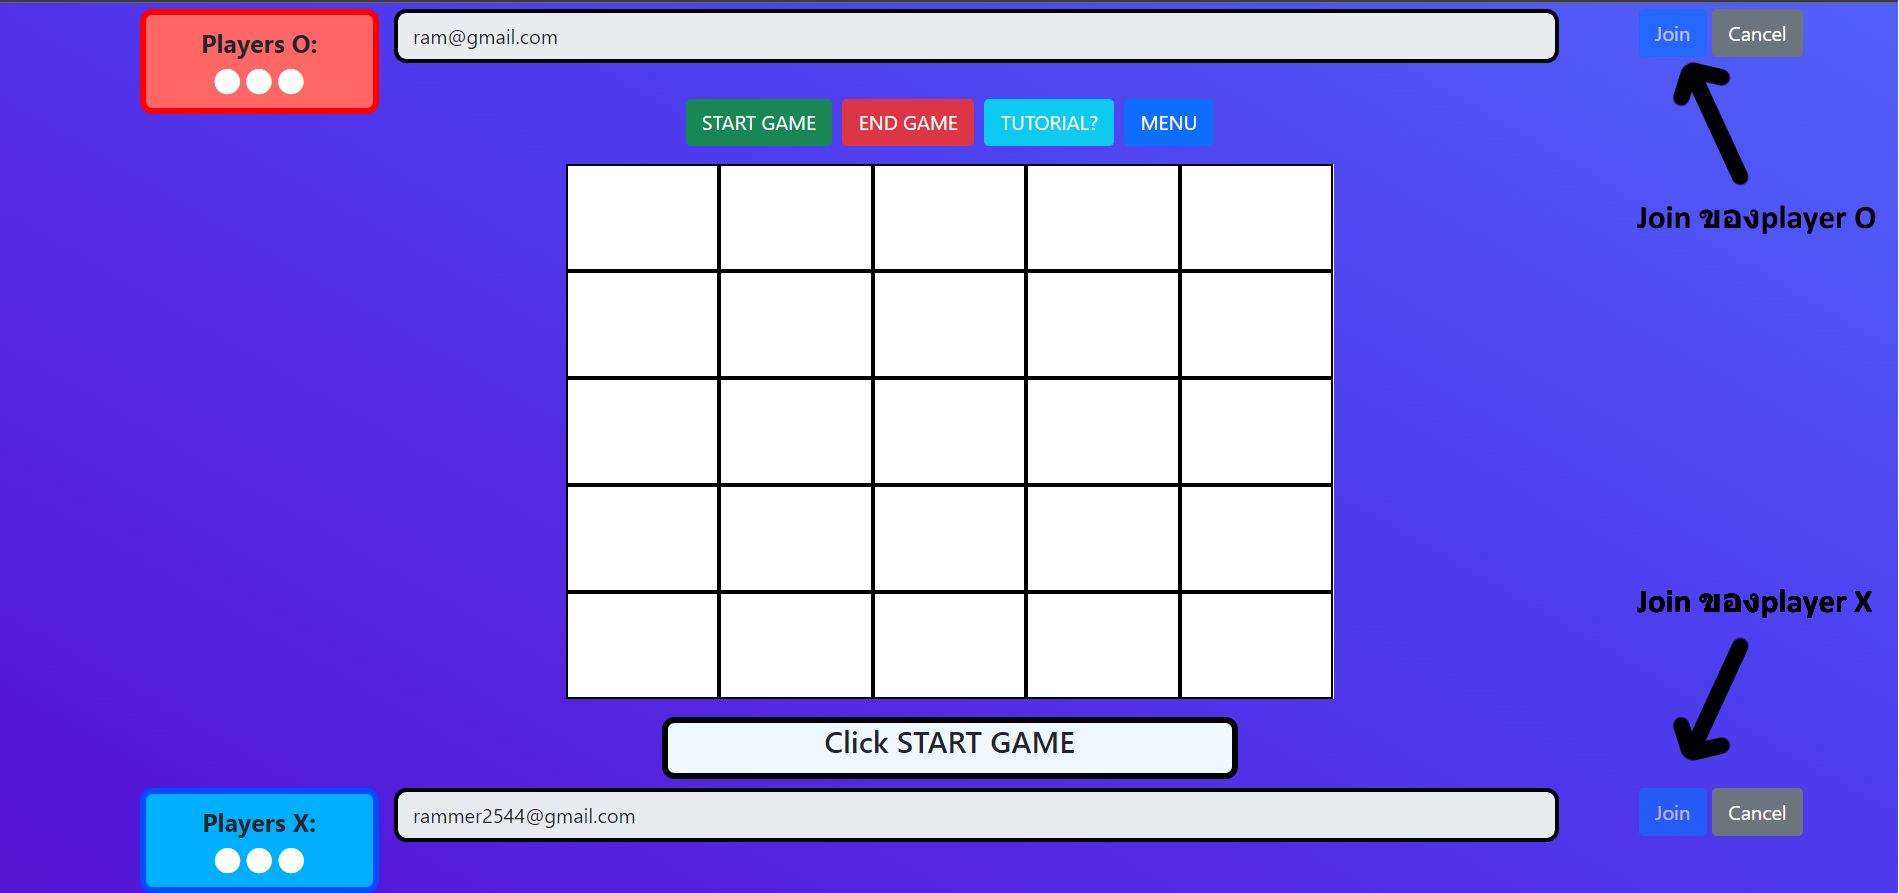 Players O:
ram@gmail.com
Join
Cancel
START GAME
END GAME
TUTORIAL?
MENU
Join ของplayer O
Join ของplayer X
Click START GAME
Players X:
rammer2544@gmail.com
Join
Cancel